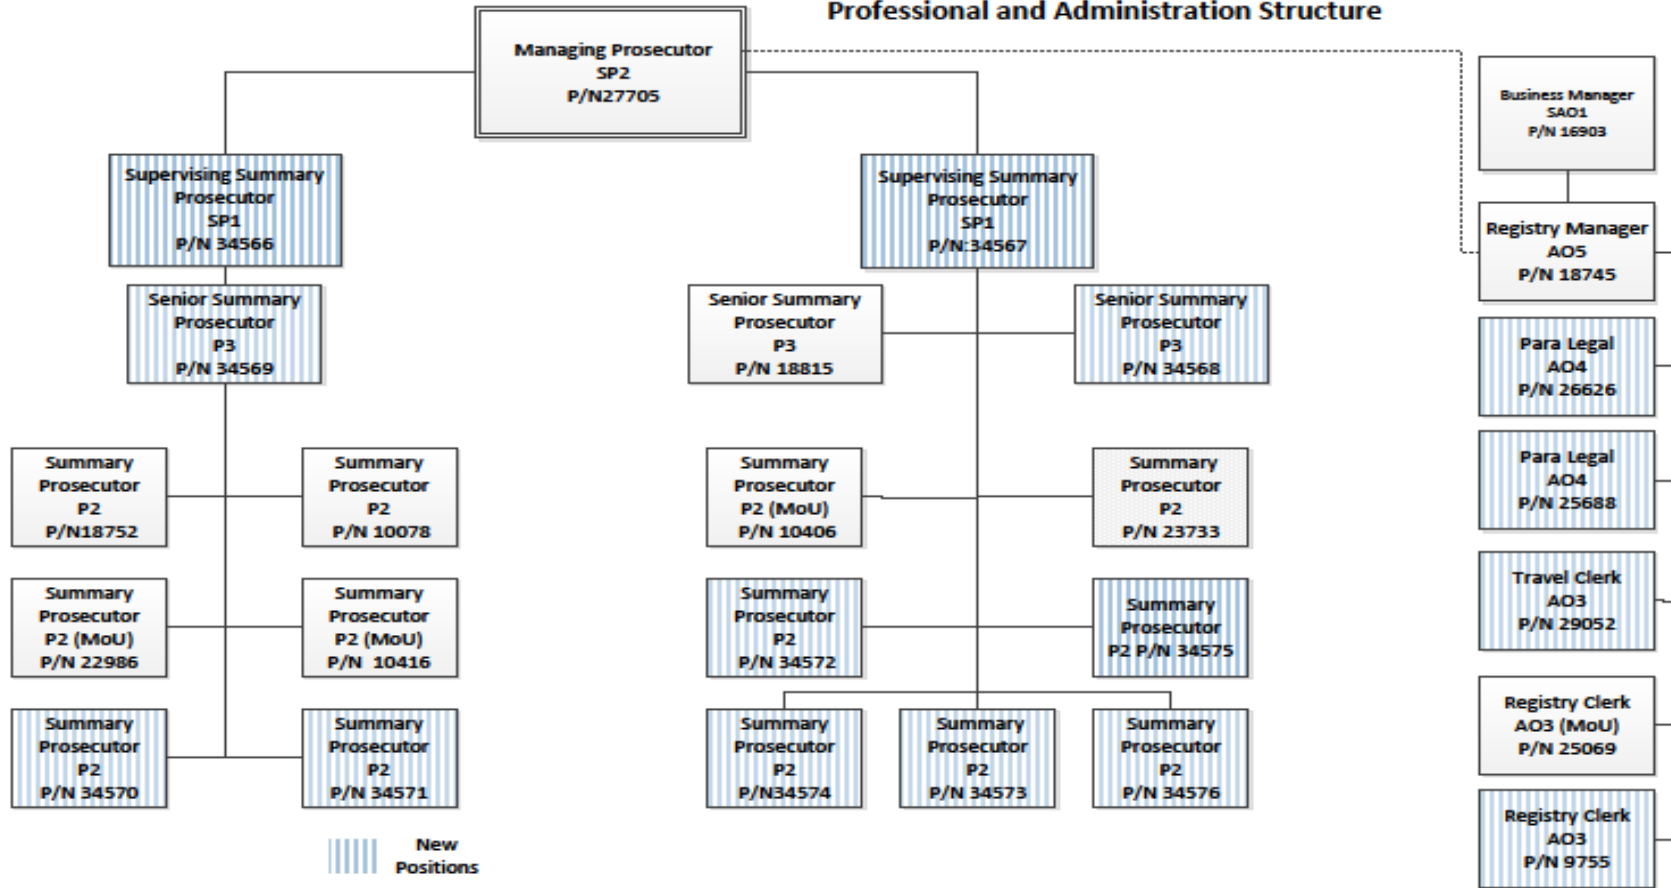 Professional and Administration Structure
Managing Prosecutor
SP2
P/N27705
Business Manager
SAO1
P/N 16903
Supervising Summary
Prosecutor
SP1
P/N 34566
Supervising Summary
Prosecutor
SP1
P/N:34567
Registry Manager
AO5
P/N 18745
Senior Summary
Prosecutor
P3
P/N 34569
Senior Summary
Prosecutor
P3
P/N 18815
Senior Summary
Prosecutor
P3
P/N 34568
Para Legal
AO4
P/N 26626
Para Legal
AO4
P/N 25688
Summary
Prosecutor
P2
P/N18752
Summary
Prosecutor
P2
P/N 10078
Summary
Prosecutor
P2 (MoU)
P/N 10406
Summary
Prosecutor
P2
P/N 23733
Travel Clerk
AO3
P/N 29052
Summary
Prosecutor
P2 (MoU)
P/N 22986
Summary
Prosecutor
P2 (MoU)
P/N  10416
Summary
Prosecutor
P2
P/N 34572
Summary
Prosecutor
P2 P/N 34575
Registry Clerk
AO3 (MoU)
P/N 25069
Summary
Prosecutor
P2
P/N 34570
Summary
Prosecutor
P2
P/N 34571
Summary
Prosecutor
P2
P/N34574
Summary
Prosecutor
P2
P/N 34573
Summary
Prosecutor
P2
P/N 34576
Registry Clerk
AO3
P/N 9755
New
Positions